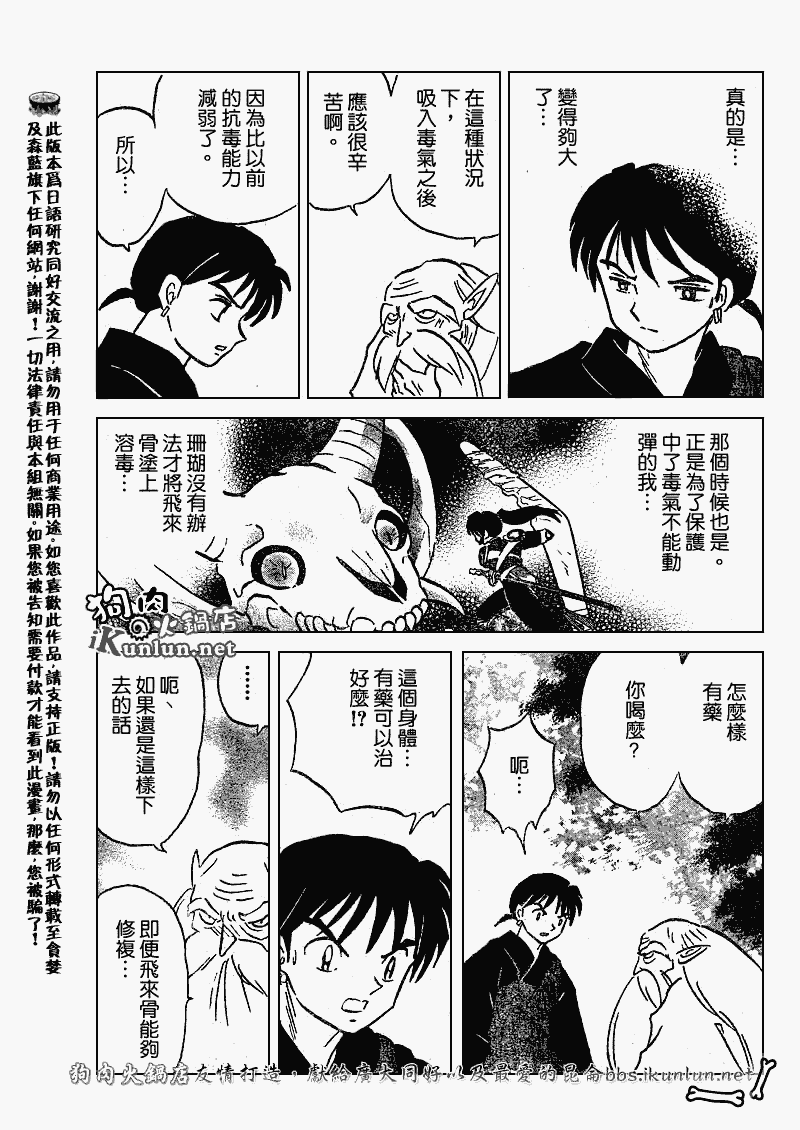 真的是…
變得夠大
了…
在這種狀況
下，
吸入毒氣之後
應該很辛
苦啊。
因為比以前
的抗毒能力
減弱了。
所以…
那個時候也是。
正是為了保護
中了毒氣不能動
彈的我…
珊瑚沒有辦
法才將飛來
骨塗上
溶毒…
怎麼樣
有藥
你喝麼？
呃…
這個身體…
有藥可以治
好麼!?
……
呃、
如果還是這樣下
去的話
即便飛來骨能夠
修複…
此版本爲日語研究同好交流之用，請勿用于任何商業用途。如您喜歡此作品，請支持正版！請勿以任何形式轉載至貪婪
及森藍旗下任何網站，謝謝！一切法律責任與本組無關。如果您被告知需要付款才能看到此漫畫，那麼，您被騙了！
狗肉火鍋店
iKunlun.net
狗肉火鍋店友情打造，獻給廣大同好以及最愛的昆侖bbs.ikunlun.net